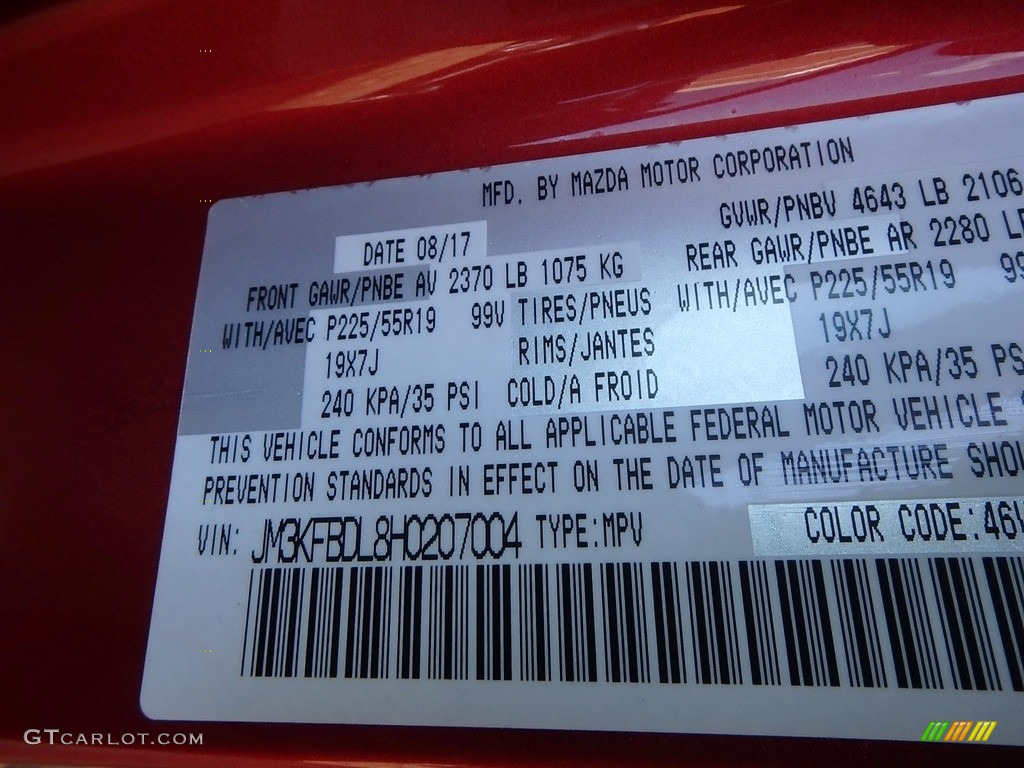 MFD. BY MAZDA MOTOR CORPORATION
DATE 08/17 GVWR/PNBV 4643 LB 2106
FRONT GAWR/PNBE AV 2370 LB 1075 KG REAR GAWR/PNBE AR 2280 LB
WITH/AVEC P225/55R19 99V TIRES/PNEUS WITH/AVEC P225/55R19
19X7J RIMS/JANTES 19X7J
240 KPA/35 PSI COLD/A FROID 240 KPA/35 PS
THIS VEHICLE CONFORMS TO ALL APPLICABLE FEDERAL MOTOR VEHICLE
PREVENTION STANDARDS IN EFFECT ON THE DATE OF MANUFACTURE SHOW
VIN: JM3KFBDL8H0207004 TYPE:MPV COLOR CODE:46V
GTCARLOT.COM